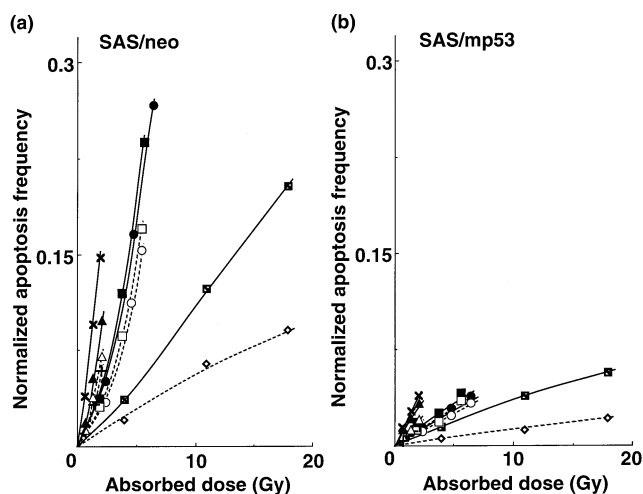 (a)
SAS/neo
0.3
0.15
Normalized apoptosis frequency
0
10
20
Absorbed dose (Gy)
(b)
SAS/mp53
0.3
0.15
Normalized apoptosis frequency
0
10
20
Absorbed dose (Gy)